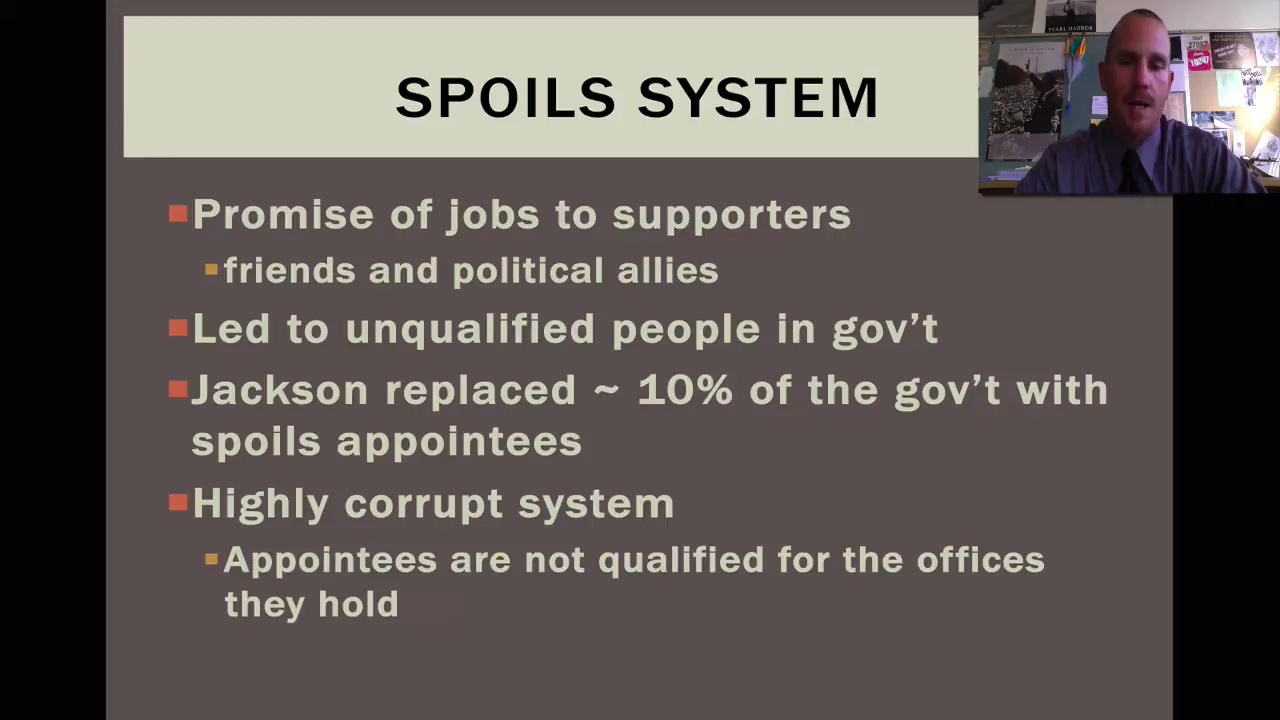 SPOILS SYSTEM
PEARL HARBOR
Promise of jobs to supporters
friends and political allies
Led to unqualified people in gov’t
Jackson replaced ~ 10% of the gov’t with
spoils appointees
Highly corrupt system
Appointees are not qualified for the offices
they hold